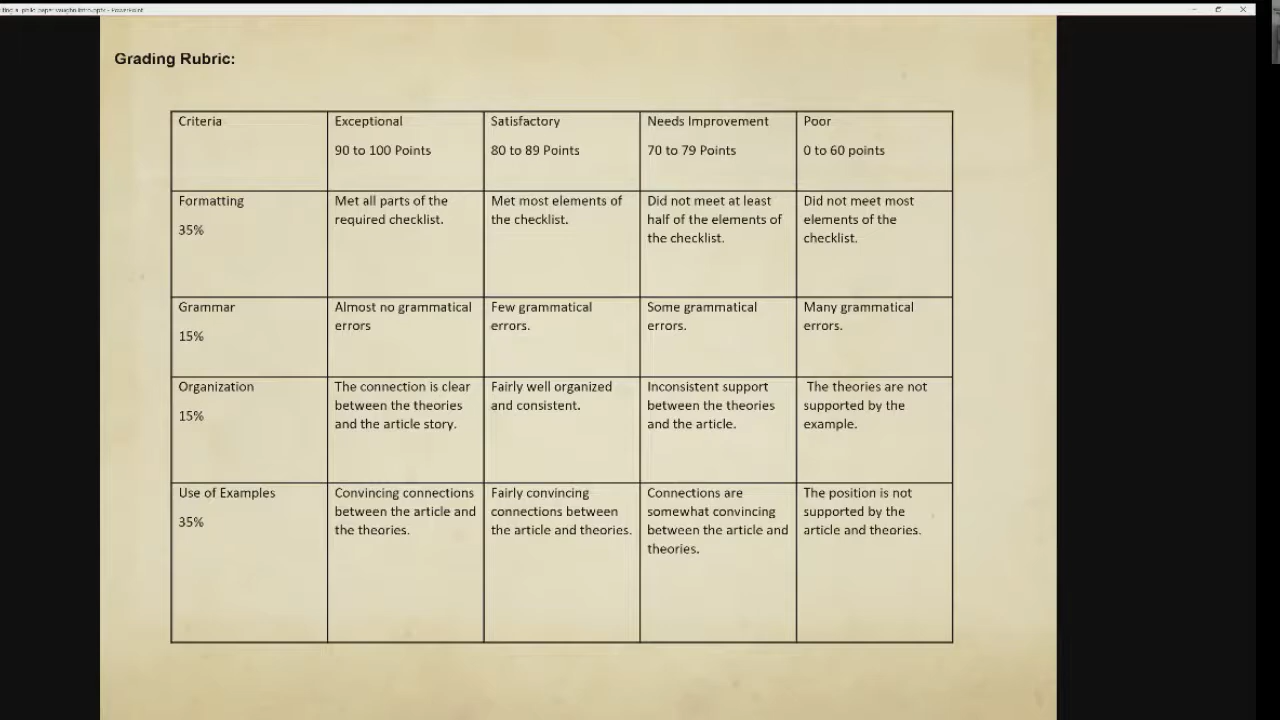 Grading Rubric:
Criteria
Exceptional
90 to 100 Points
Satisfactory
80 to 89 Points
Needs Improvement
70 to 79 Points
Poor
0 to 60 points
Formatting
35%
Met all parts of the
required checklist.
Met most elements of
the checklist.
Did not meet at least
half of the elements of
the checklist.
Did not meet most
elements of the
checklist.
Grammar
15%
Almost no grammatical
errors
Few grammatical
errors.
Some grammatical
errors.
Many grammatical
errors.
Organization
15%
The connection is clear
between the theories
and the article story.
Fairly well organized
and consistent.
Inconsistent support
between the theories
and the article.
The theories are not
supported by the
example.
Use of Examples
35%
Convincing connections
between the article and
the theories.
Fairly convincing
connections between
the article and theories.
Connections are
somewhat convincing
between the article and
theories.
The position is not
supported by the
article and theories.